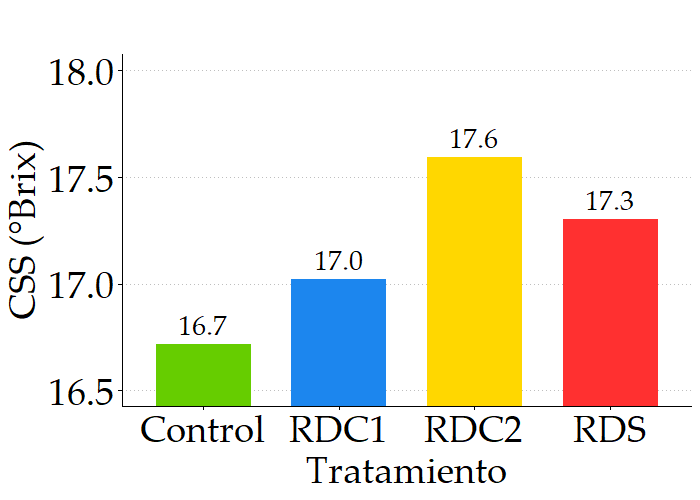 18.0
17.5
17.0
16.5
CSS (°Brix)
16.7
17.0
17.6
17.3
Control
RDC1
RDC2
RDS
Tratamiento